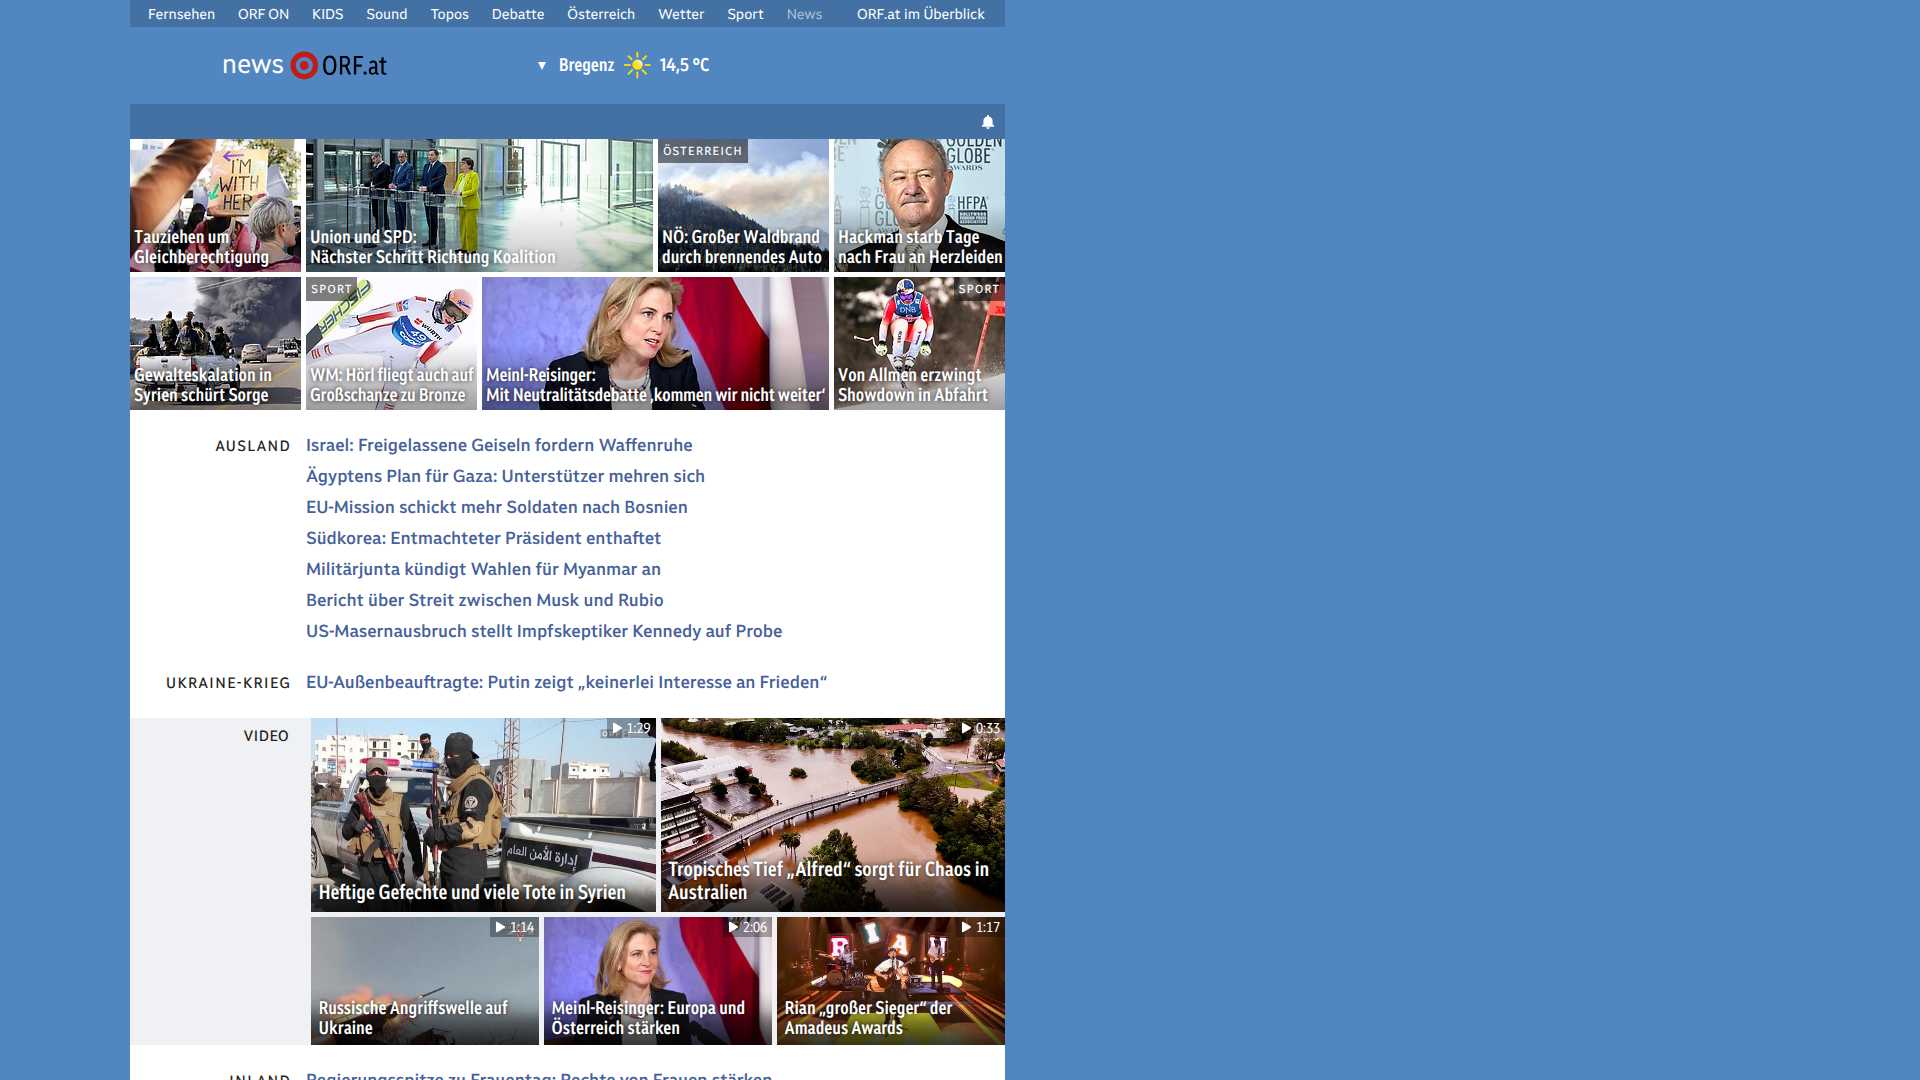 Fernsehen ORF ON KIDS Sound Topos Debatte Österreich Wetter Sport News ORF.at im Überblick
news ORF.at
Bregenz 14,5 °C
I'M WITH HER
Tauziehen um
Gleichberechtigung
Union und SPD:
Nächster Schritt Richtung Koalition
ÖSTERREICH
NÖ: Großer Waldbrand
durch brennendes Auto
GOLDEN
GLOBE
AWARDS
HFPA
Hackman starb Tage
nach Frau an Herzleiden
Gewalteskalation in
Syrien schürt Sorge
SPORT
FISCHER
WÜRTH
49
WM: Hörl fliegt auch auf
Großschanze zu Bronze
Meinl-Reisinger:
Mit Neutralitätsdebatte ‚kommen wir nicht weiter‘
SPORT
DNB
Von Allmen erzwingt
Showdown in Abfahrt
AUSLAND
Israel: Freigelassene Geiseln fordern Waffenruhe
Ägyptens Plan für Gaza: Unterstützer mehren sich
EU-Mission schickt mehr Soldaten nach Bosnien
Südkorea: Entmachteter Präsident enthaftet
Militärjunta kündigt Wahlen für Myanmar an
Bericht über Streit zwischen Musk und Rubio
US-Masernausbruch stellt Impfskeptiker Kennedy auf Probe
UKRAINE-KRIEG
EU-Außenbeauftragte: Putin zeigt „keinerlei Interesse an Frieden“
VIDEO
1:29
إدارة الأمن العام
Heftige Gefechte und viele Tote in Syrien
0:33
Tropisches Tief „Alfred“ sorgt für Chaos in
Australien
1:14
Russische Angriffswelle auf
Ukraine
2:06
Meinl-Reisinger: Europa und
Österreich stärken
1:17
RIAN
Rian „großer Sieger“ der
Amadeus Awards
INLAND
Regierungsspitze zu Frauentag: Rechte von Frauen stärken